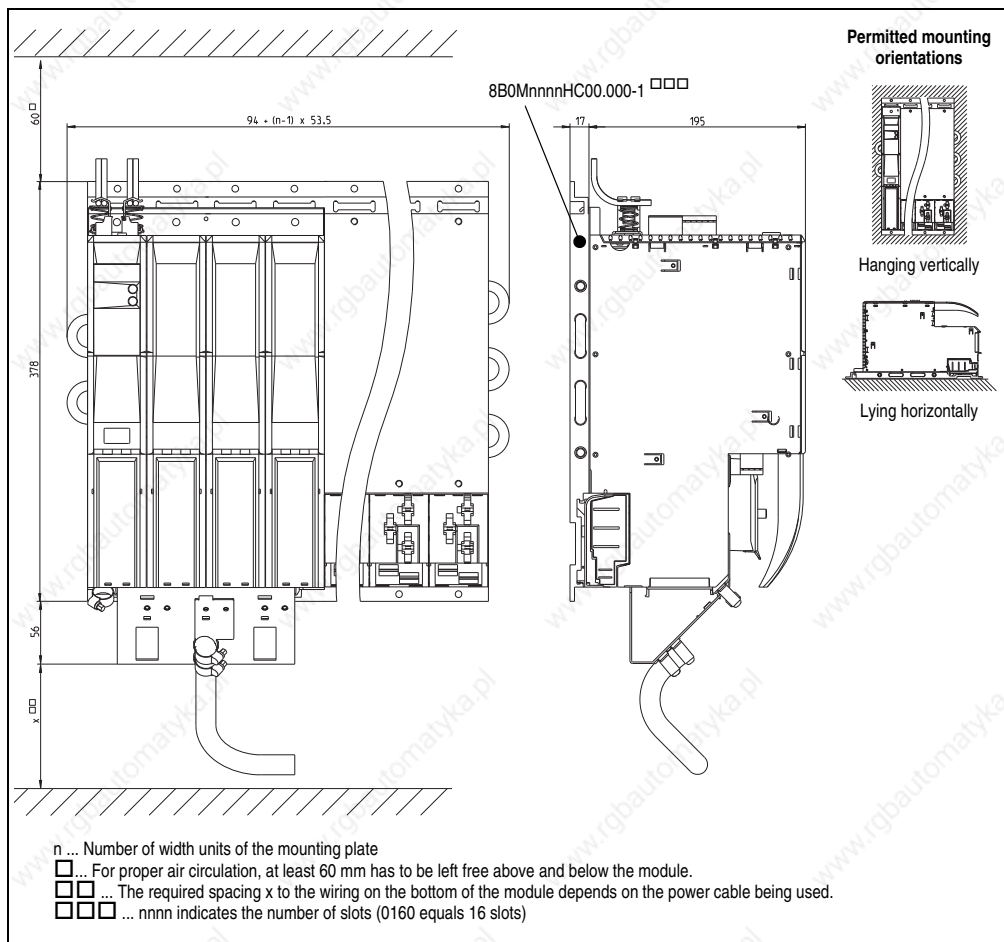 Permitted mounting
orientations
8B0MnnnnHC00.000-1 □□□
60 □
94 + (n-1) x 53.5
17
195
Hanging vertically
378
Lying horizontally
56
x □□
n ... Number of width units of the mounting plate
□... For proper air circulation, at least 60 mm has to be left free above and below the module.
□□ ... The required spacing x to the wiring on the bottom of the module depends on the power cable being used.
□□□ ... nnnn indicates the number of slots (0160 equals 16 slots)
www.rgbautomatyka.pl